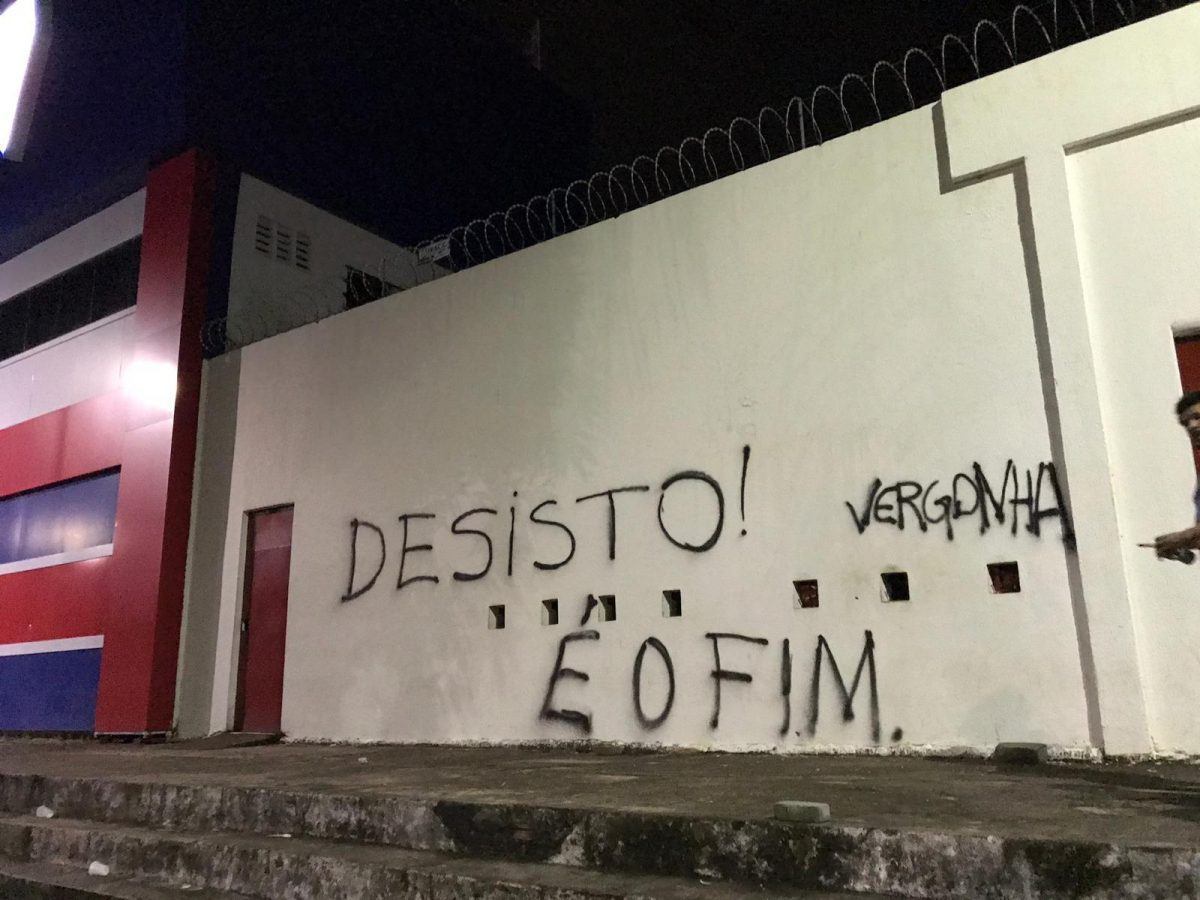 DESISTO!
VERGONHA
É O FIM.